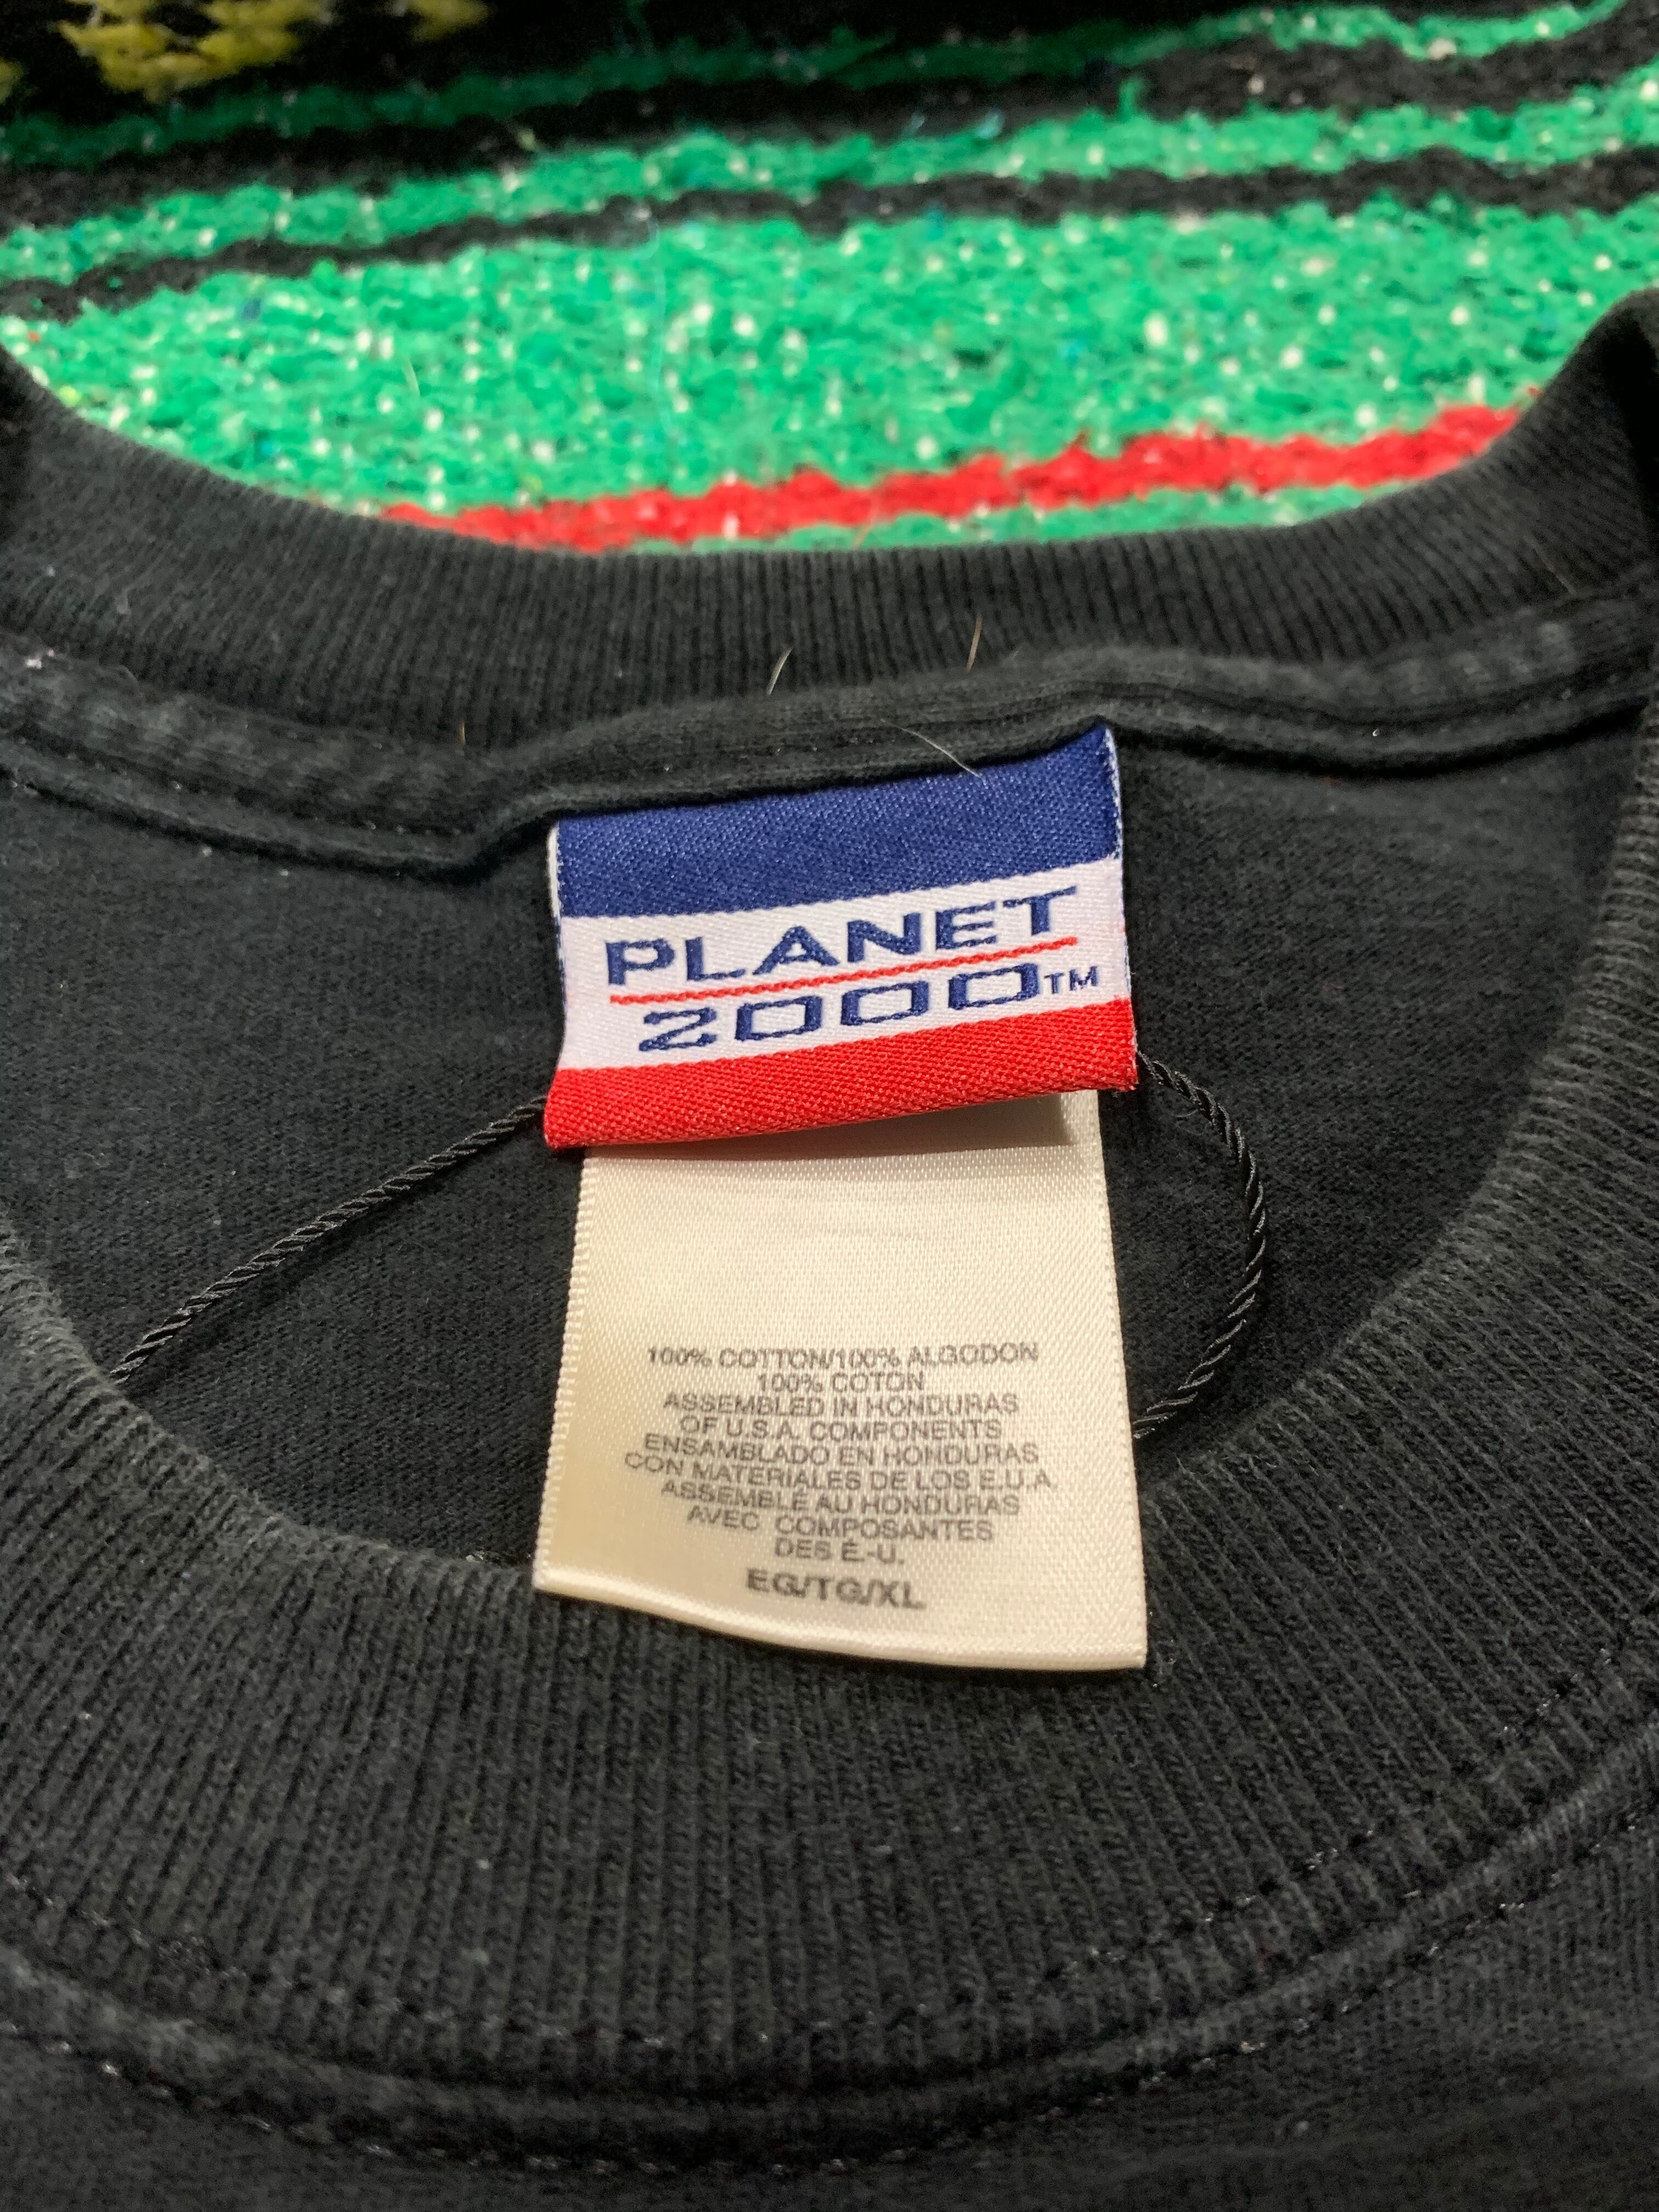 PLANET
2000™
100% COTTON/100% ALGODON
100% COTON
ASSEMBLED IN HONDURAS
OF U.S.A. COMPONENTS
ENSAMBLADO EN HONDURAS
CON MATERIALES DE LOS E.U.A.
ASSEMBLÉ AU HONDURAS
AVEC COMPOSANTES
DES É.-U.
EG/TG/XL